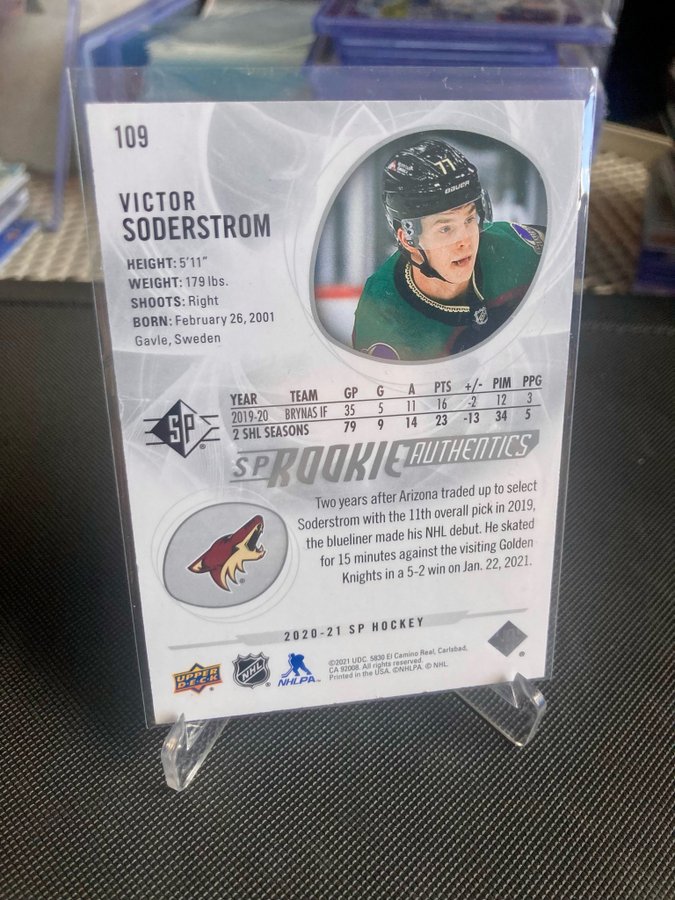 109
VICTOR
SODERSTROM
HEIGHT: 5'11"
WEIGHT: 179 lbs.
SHOOTS: Right
BORN: February 26, 2001
Gavle, Sweden
77
BAUER
YEAR TEAM GP G A PTS +/- PIM PPG
2019-20 BRYNAS IF 35 5 11 16 -2 12 3
2 SHL SEASONS 79 9 14 23 -13 34 5
SP
SP ROOKIE AUTHENTICS
Two years after Arizona traded up to select
Soderstrom with the 11th overall pick in 2019,
the blueliner made his NHL debut. He skated
for 15 minutes against the visiting Golden
Knights in a 5-2 win on Jan. 22, 2021.
2020-21 SP HOCKEY
UPPER
DECK
NHL
NHLPA
©2021 UDC. 5830 El Camino Real, Carlsbad,
CA 92008. All rights reserved.
Printed in the USA. ©NHLPA. © NHL.